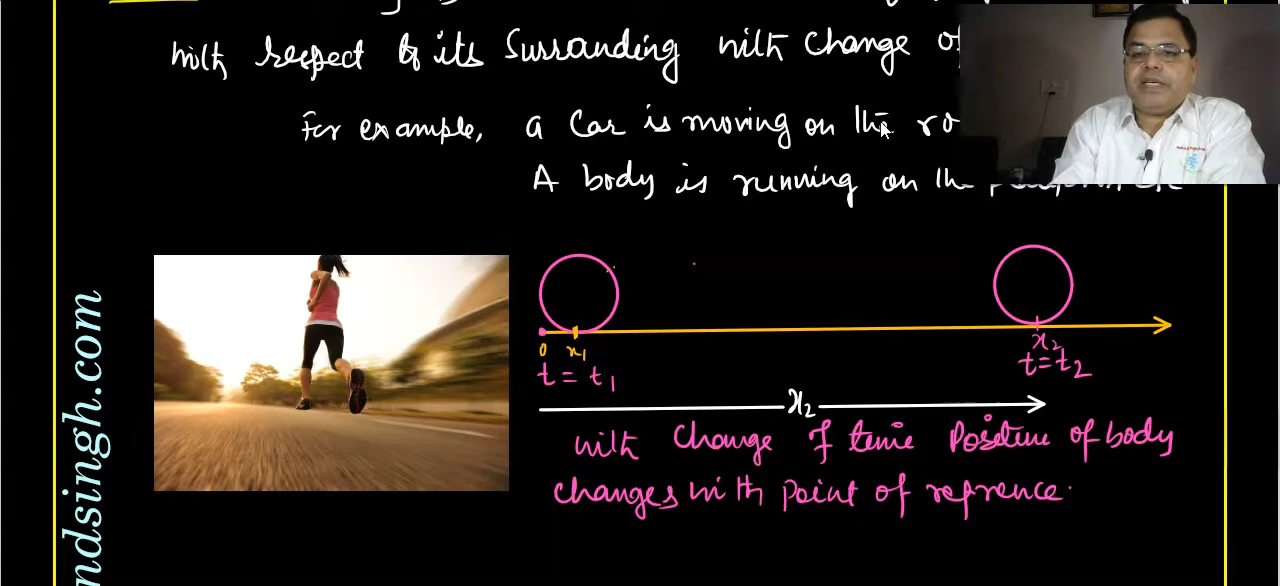 with respect to its Surranding with change of
For example, a Car is moving on the ro
A body is running on the
0 x1 x2
t = t1 t=t2
x2
with change of time Position of body
changes with point of refrence.
ndsingh.com